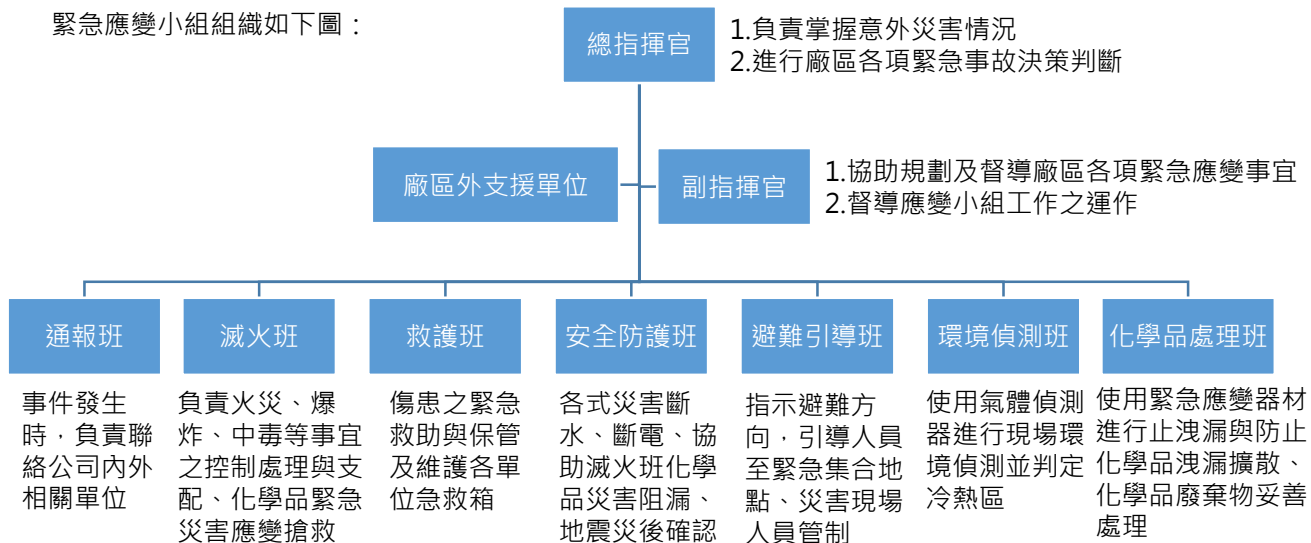 緊急應變小組組織如下圖：
總指揮官
1.負責掌握意外災害情況
2.進行廠區各項緊急事故決策判斷
廠區外支援單位
副指揮官
1.協助規劃及督導廠區各項緊急應變事宜
2.督導應變小組工作之運作
通報班
事件發生
時，負責聯
絡公司內外
相關單位
滅火班
負責火災、爆
炸、中毒等事宜
之控制處理與支
配、化學品緊急
災害應變搶救
救護班
傷患之緊急
救助與保管
及維護各單
位急救箱
安全防護班
各式災害斷
水、斷電、協
助滅火班化學
品災害阻漏、
地震災後確認
避難引導班
指示避難方
向，引導人員
至緊急集合地
點、災害現場
人員管制
環境偵測班
使用氣體偵測
器進行現場環
境偵測並判定
冷熱區
化學品處理班
使用緊急應變器材
進行止洩漏與防止
化學品洩漏擴散、
化學品廢棄物妥善
處理